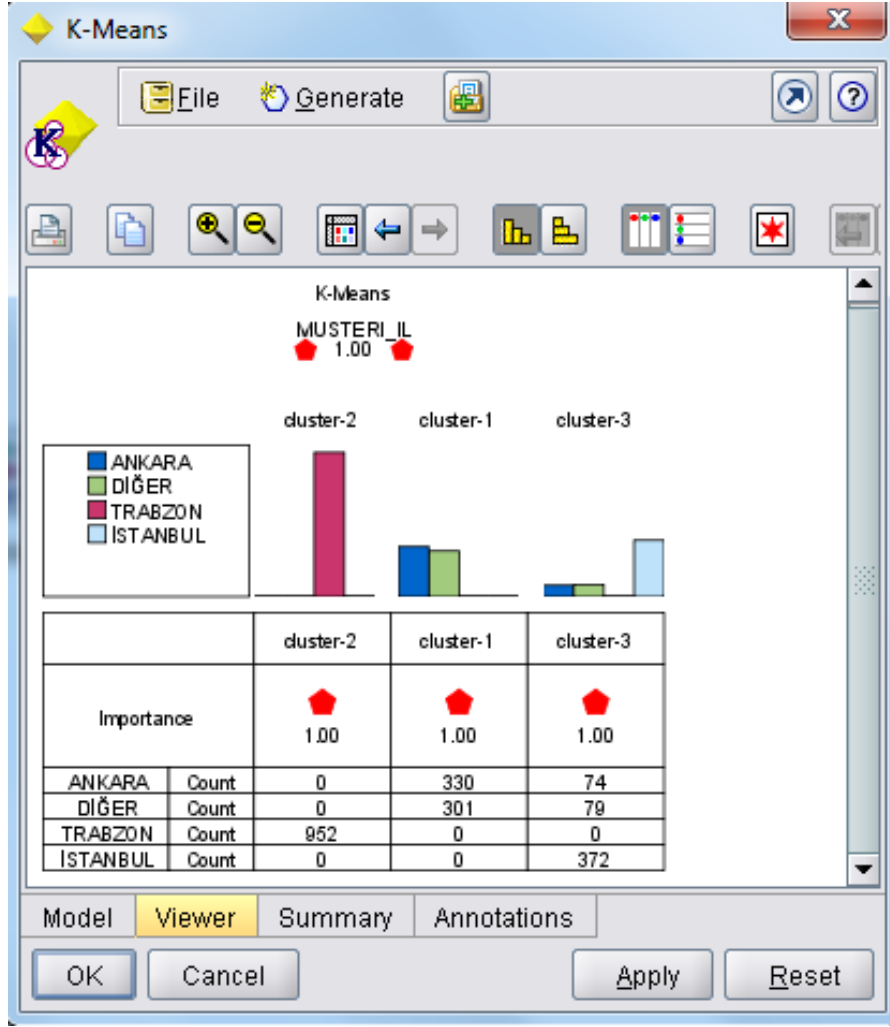 K-Means
File Generate
K
K-Means
MUSTERI_IL
1.00
cluster-2 cluster-1 cluster-3
ANKARA
DİĞER
TRABZON
İSTANBUL
cluster-2 cluster-1 cluster-3
Importance 1.00 1.00 1.00
ANKARA Count 0 330 74
DİĞER Count 0 301 79
TRABZON Count 952 0 0
İSTANBUL Count 0 0 372
Model Viewer Summary Annotations
OK Cancel Apply Reset